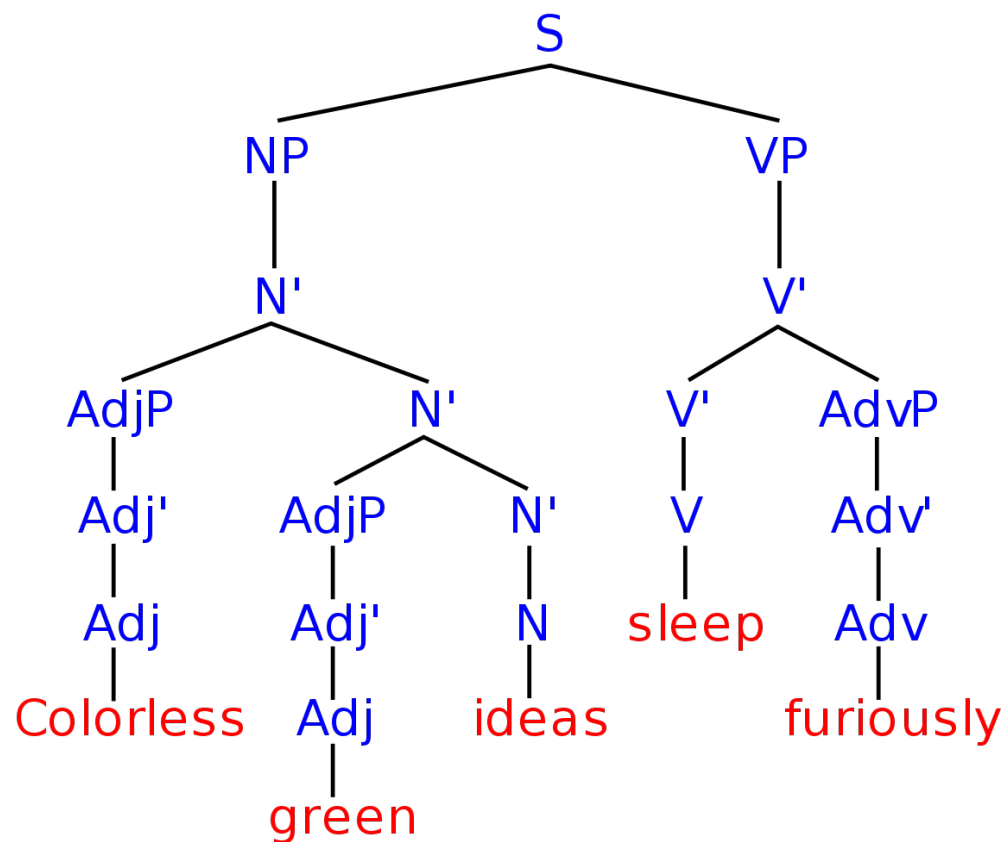 S
NP VP
N' V'
AdjP N' V' AdvP
Adj' AdjP N' V Adv'
Adj Adj' N sleep Adv
Colorless Adj ideas furiously
green